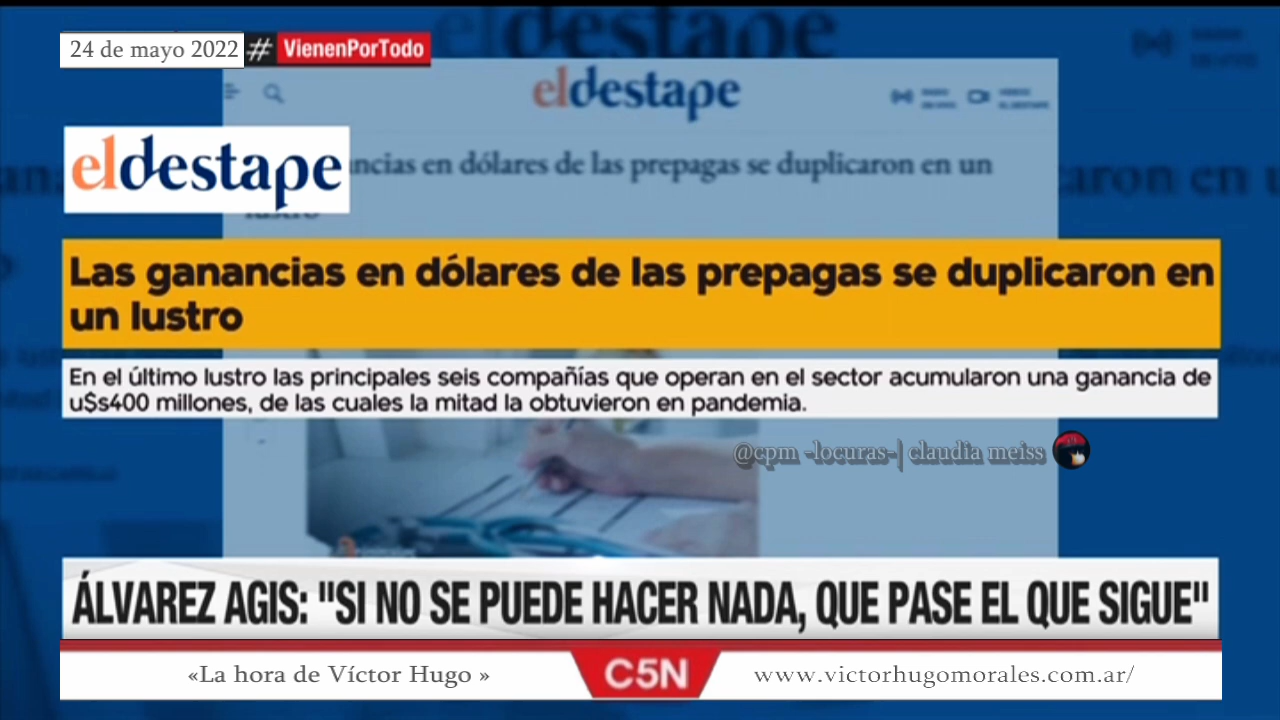 24 de mayo 2022 # VienenPorTodo
eldestape
eldestape
ncias en dólares de las prepagas se duplicaron en un
lustro
Las ganancias en dólares de las prepagas se duplicaron en
un lustro
En el último lustro las principales seis compañías que operan en el sector acumularon una ganancia de
u$s400 millones, de las cuales la mitad la obtuvieron en pandemia.
@cpm -locuras-| claudia meiss
ÁLVAREZ AGIS: "SI NO SE PUEDE HACER NADA, QUE PASE EL QUE SIGUE"
«La hora de Víctor Hugo » C5N www.victorhugomorales.com.ar/